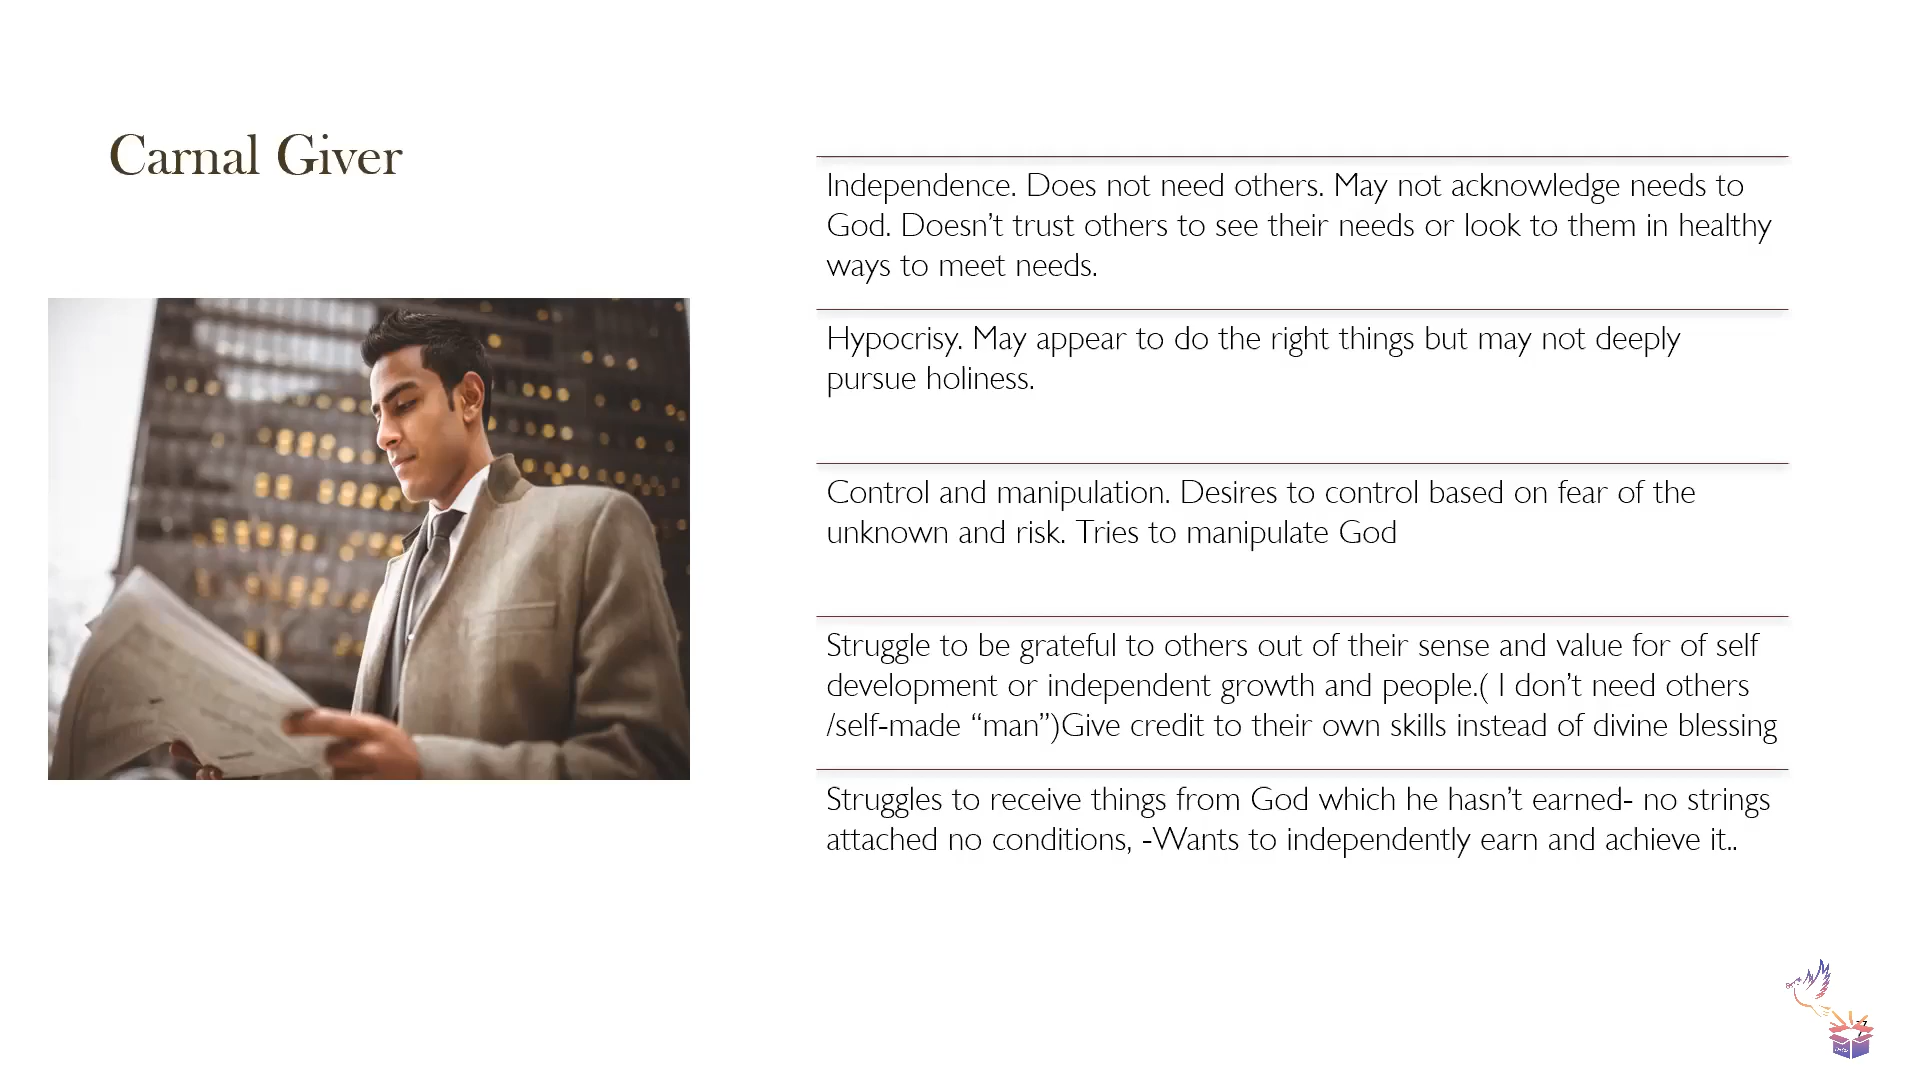 Carnal Giver
Independence. Does not need others. May not acknowledge needs to
God. Doesn’t trust others to see their needs or look to them in healthy
ways to meet needs.
Hypocrisy. May appear to do the right things but may not deeply
pursue holiness.
Control and manipulation. Desires to control based on fear of the
unknown and risk. Tries to manipulate God
Struggle to be grateful to others out of their sense and value for of self
development or independent growth and people.( I don’t need others
/self-made “man”)Give credit to their own skills instead of divine blessing
Struggles to receive things from God which he hasn’t earned- no strings
attached no conditions, -Wants to independently earn and achieve it..